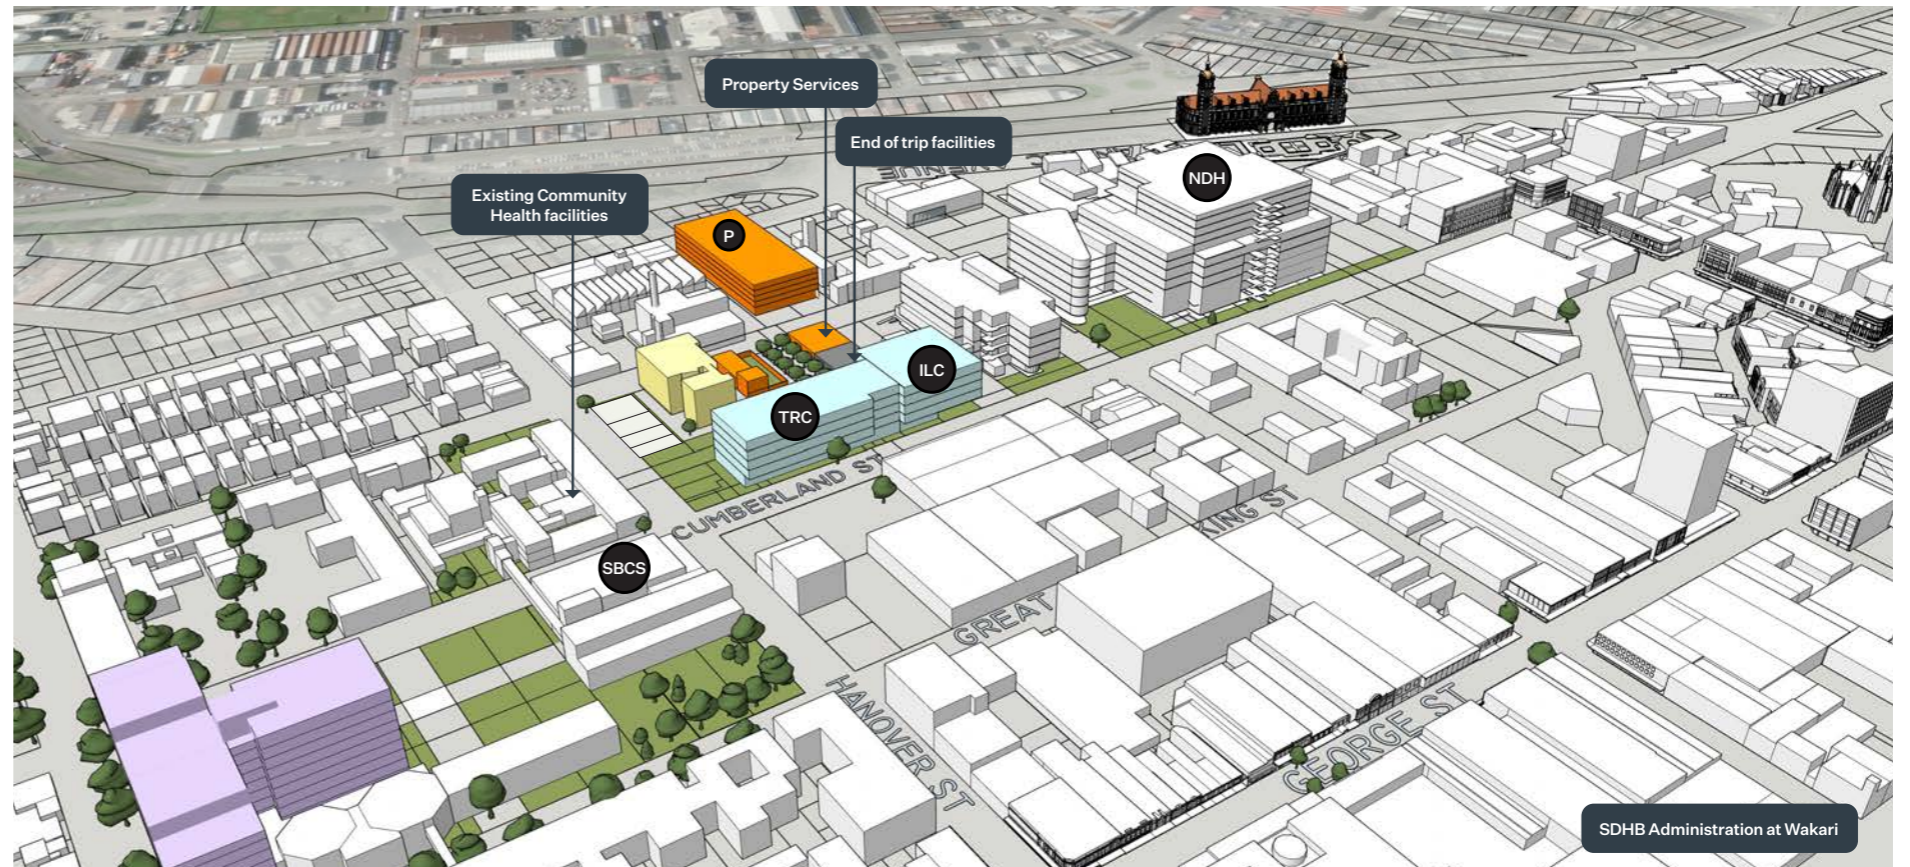 Property Services
End of trip facilities
Existing Community
Health facilities
NDH
P
ILC
TRC
CUMBERLAND ST
KING ST
SBCS
GREAT
HANOVER ST
GEORGE ST
SDHB Administration at Wakari